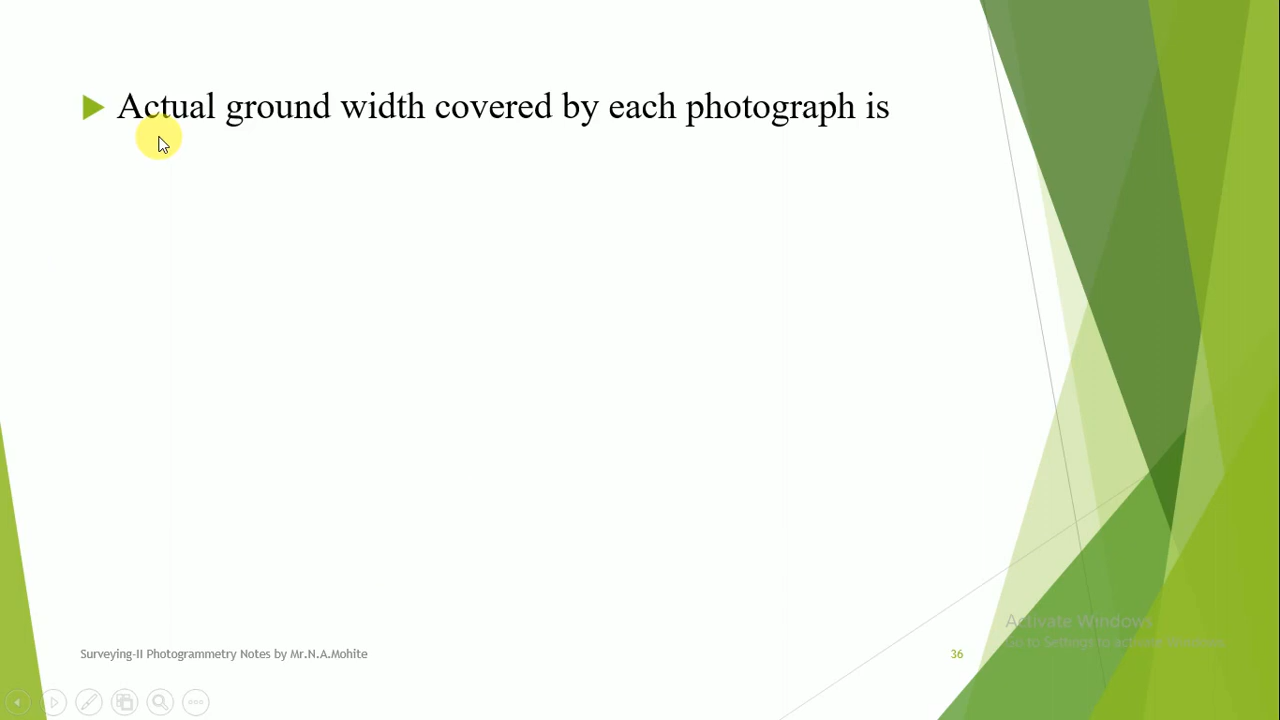 Actual ground width covered by each photograph is
Activate Windows
Go to Settings to activate Windows.
Surveying-II Photogrammetry Notes by Mr.N.A.Mohite
36